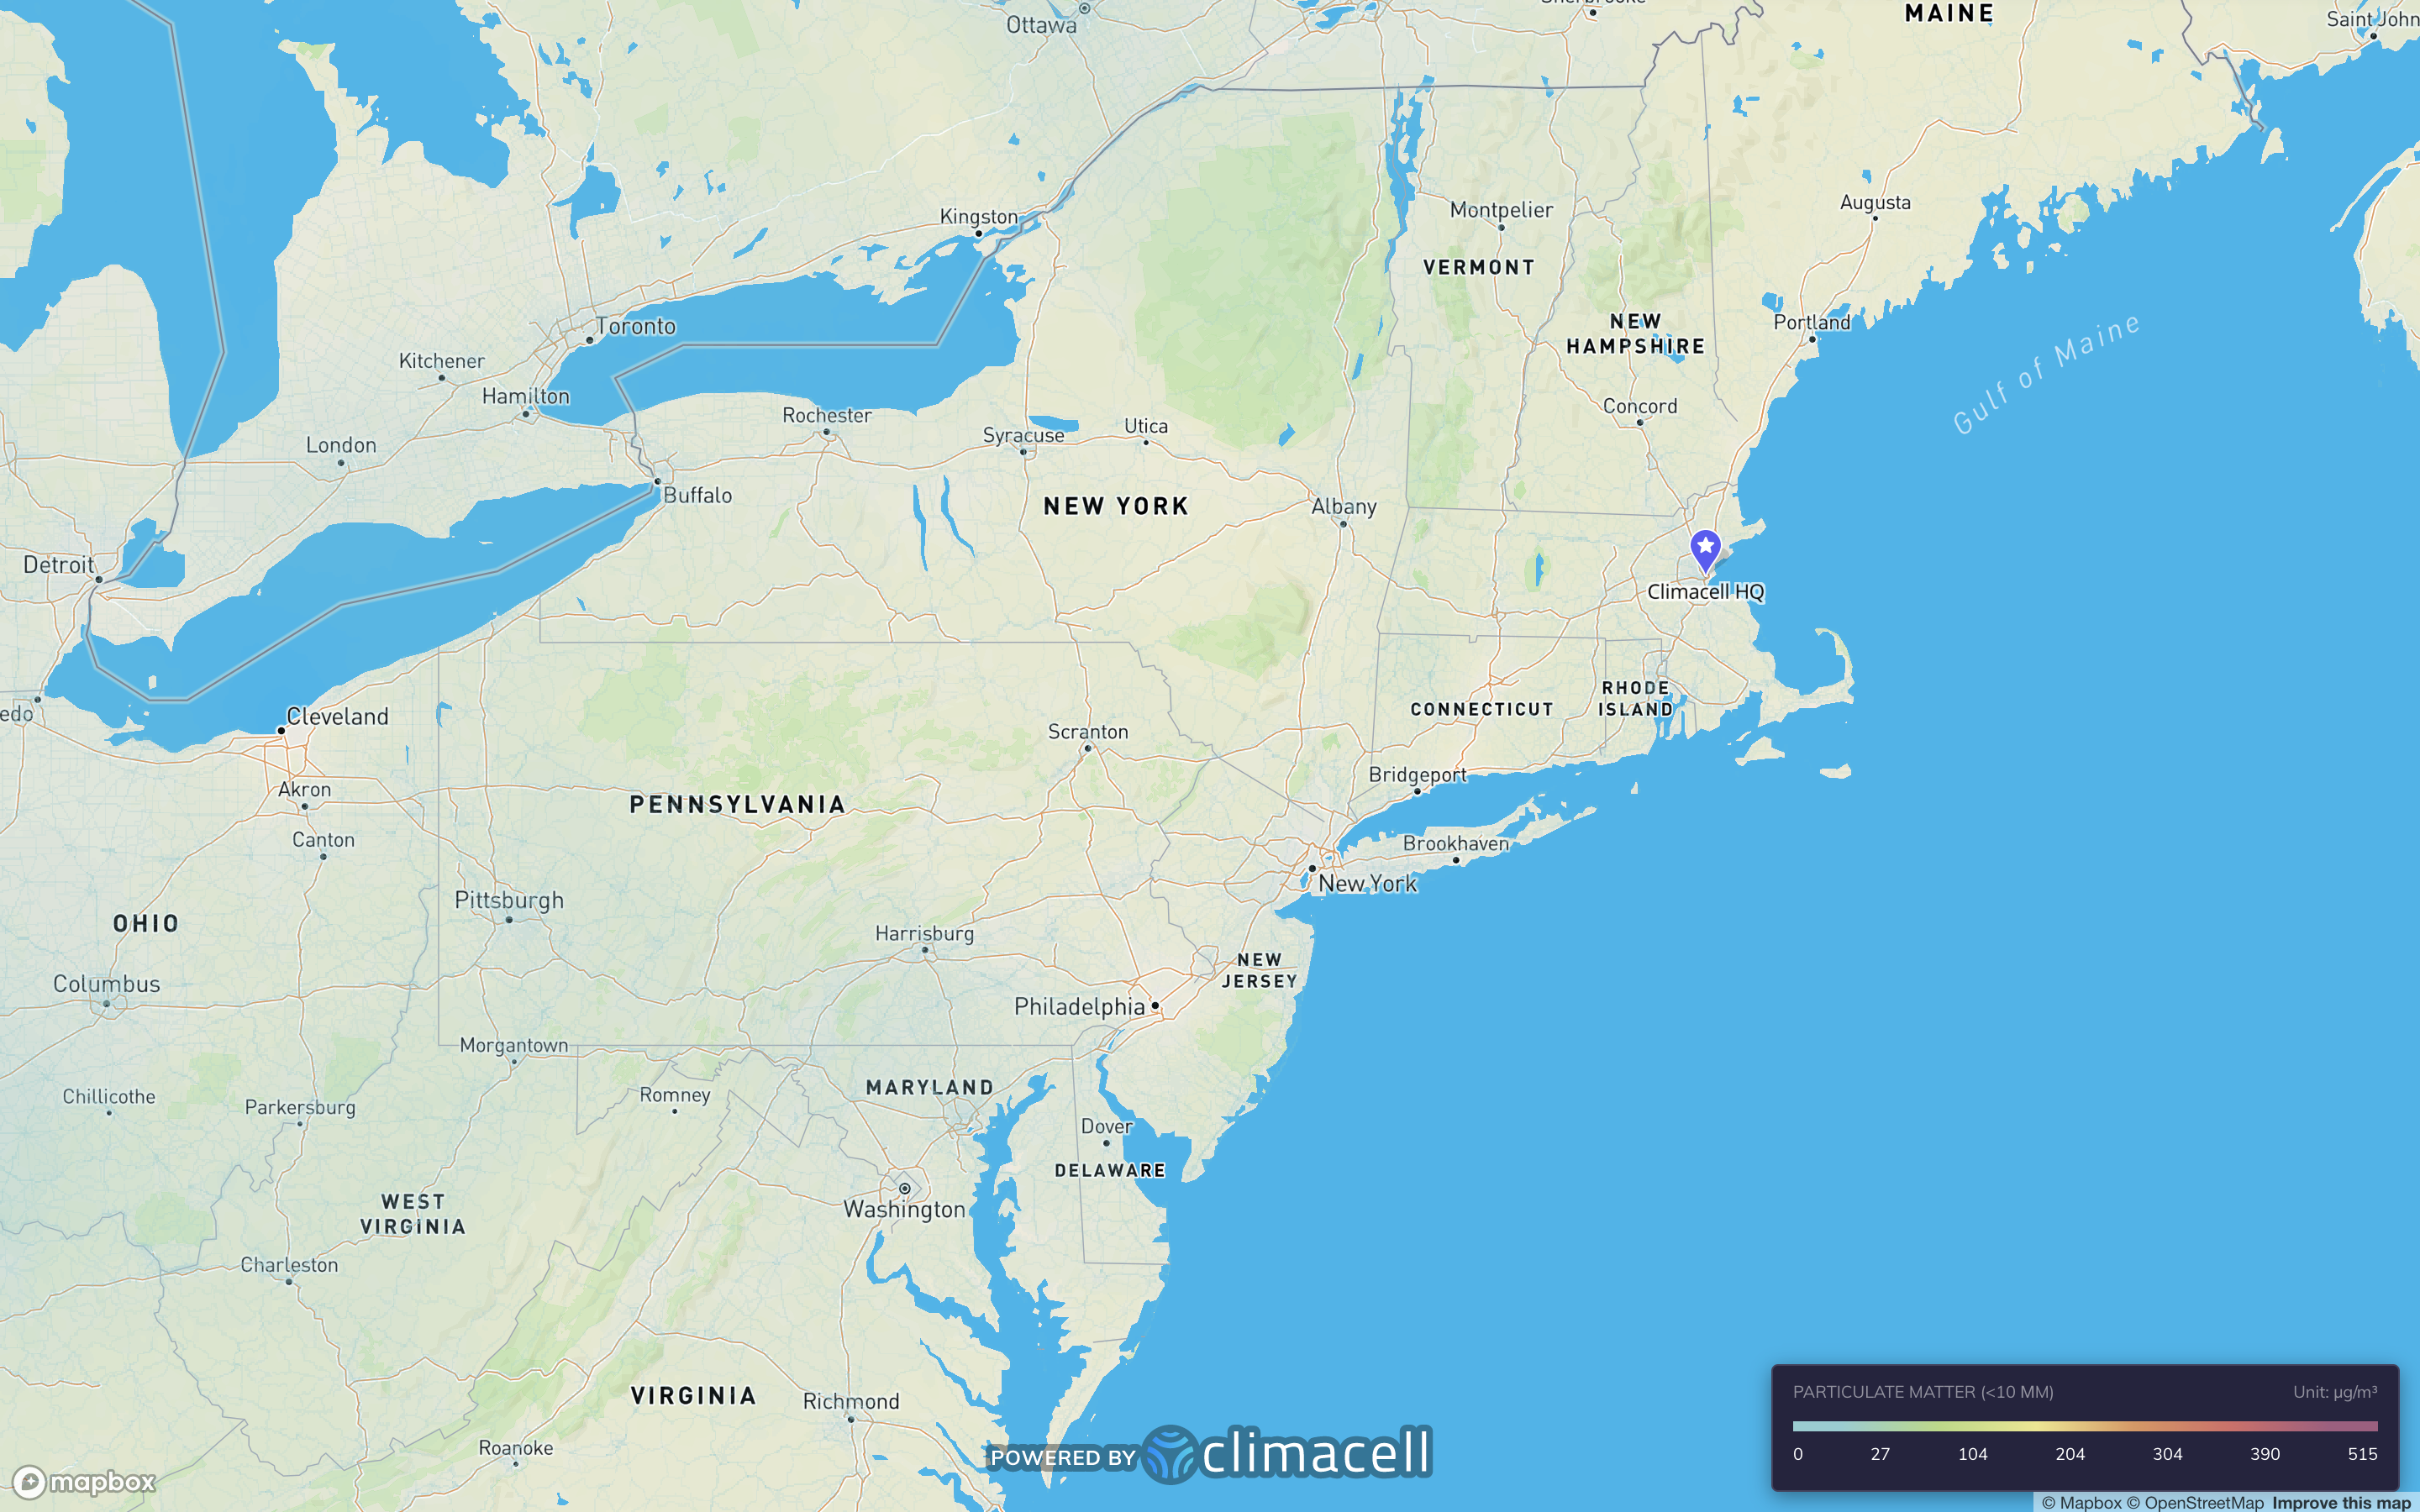 Ottawa
MAINE
Saint John
Kingston
Montpelier
Augusta
VERMONT
Toronto
NEW
HAMPSHIRE
Portland
Gulf of Maine
Kitchener
Hamilton
Rochester
Syracuse
Utica
Concord
London
Buffalo
NEW YORK
Albany
Detroit
Climacell HQ
RHODE
ISLAND
CONNECTICUT
edo
Cleveland
Scranton
Bridgeport
Akron
PENNSYLVANIA
Canton
Brookhaven
New York
Pittsburgh
OHIO
Harrisburg
NEW
JERSEY
Columbus
Philadelphia
Morgantown
MARYLAND
Chillicothe
Parkersburg
Romney
Dover
DELAWARE
WEST
VIRGINIA
Washington
Charleston
VIRGINIA
Richmond
Roanoke
POWERED BY climacell
mapbox
PARTICULATE MATTER (<10 MM) Unit: µg/m³
0 27 104 204 304 390 515
© Mapbox © OpenStreetMap Improve this map